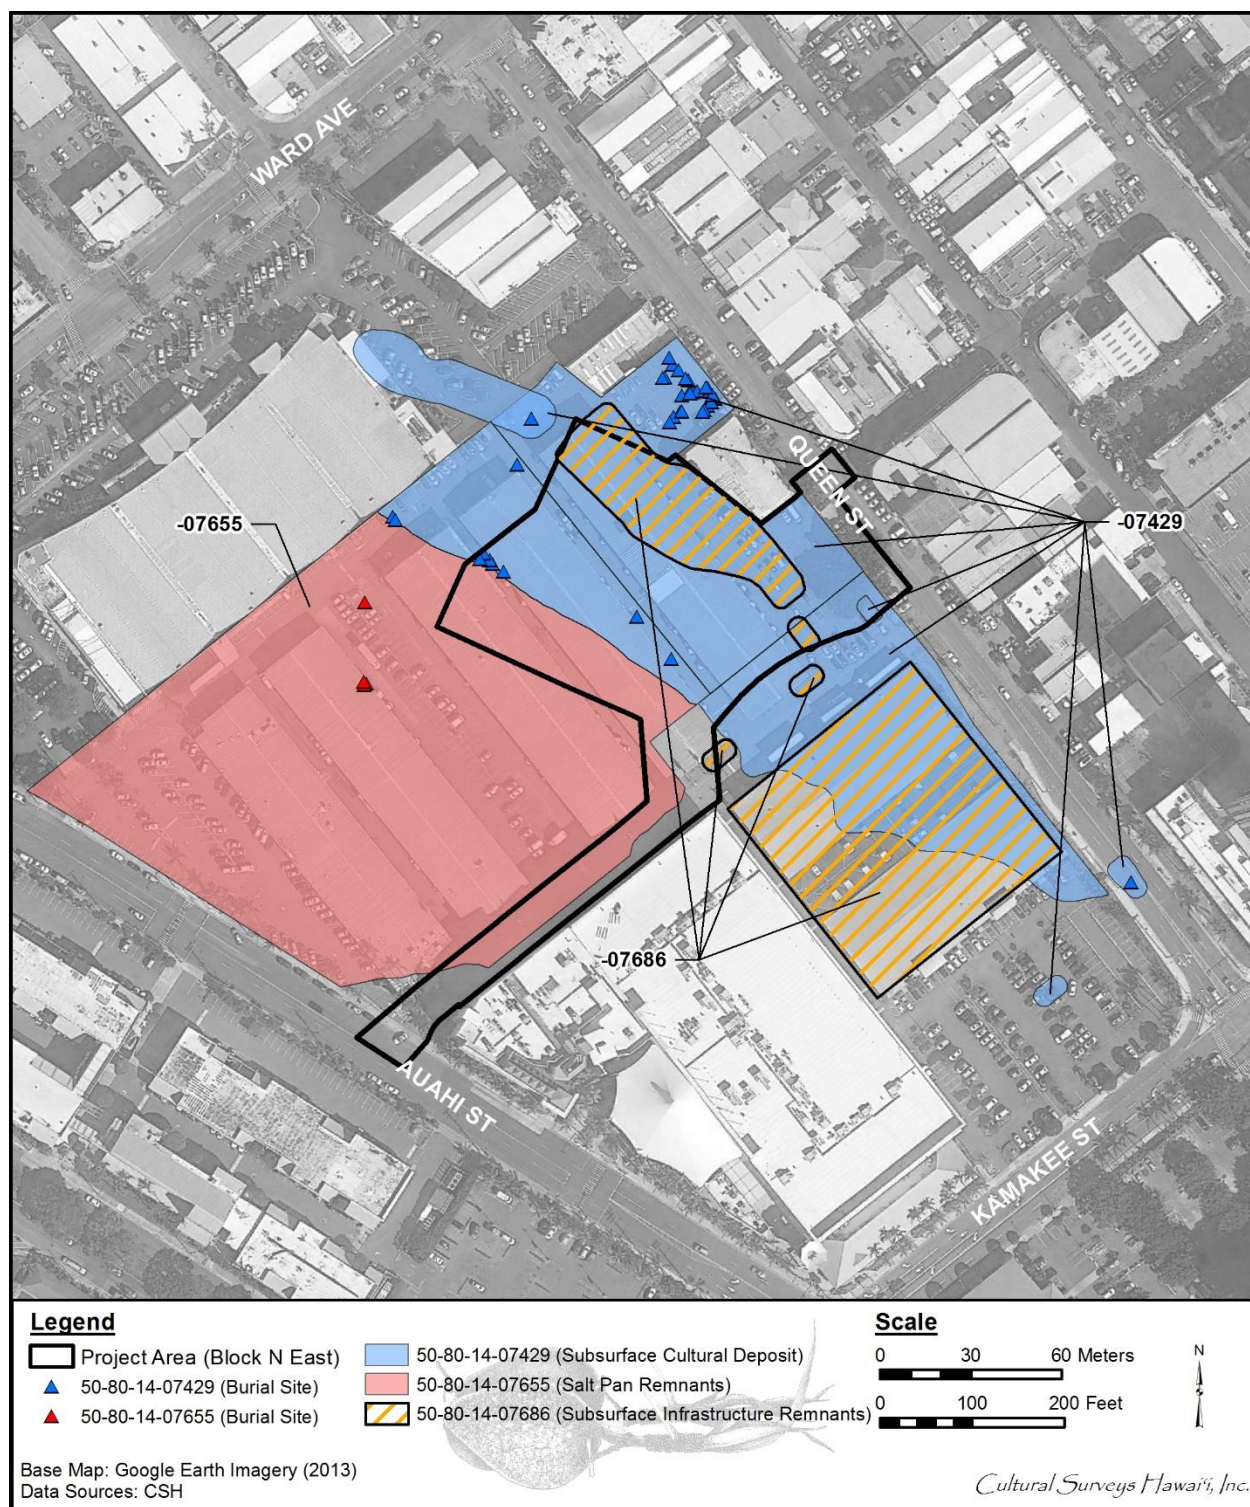 WARD AVE
QUEEN ST
-07655
-07429
-07686
AUAHI ST
KAMAKEE ST
Legend
Project Area (Block N East)
50-80-14-07429 (Burial Site)
50-80-14-07655 (Burial Site)
50-80-14-07429 (Subsurface Cultural Deposit)
50-80-14-07655 (Salt Pan Remnants)
50-80-14-07686 (Subsurface Infrastructure Remnants)
Scale
0 30 60 Meters
0 100 200 Feet
N
Base Map: Google Earth Imagery (2013)
Data Sources: CSH
Cultural Surveys Hawai‘i, Inc.